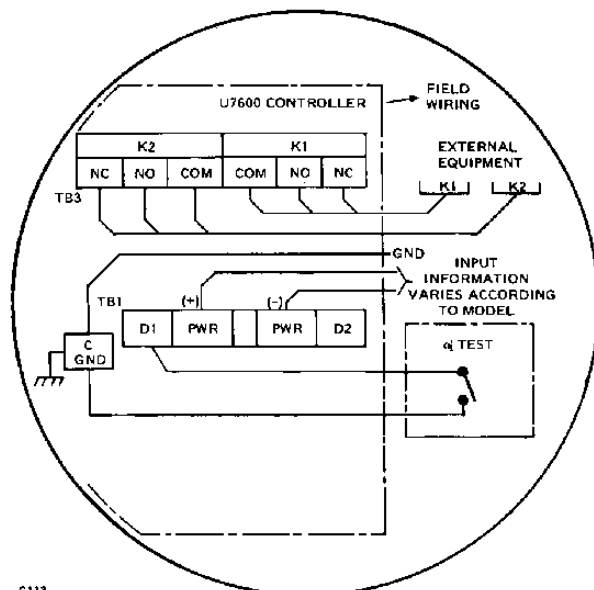 U7600 CONTROLLER
FIELD
WIRING
K2
K1
NC NO COM COM NO NC
TB3
EXTERNAL
EQUIPMENT
K1
K2
GND
INPUT
INFORMATION
VARIES ACCORDING
TO MODEL
TB1
(+)
(-)
D1 PWR PWR D2
C
GND
oi TEST